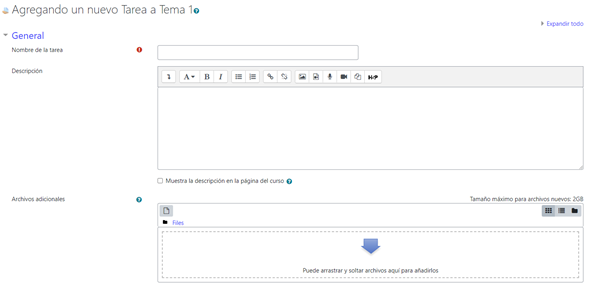 Agregando un nuevo Tarea a Tema 1
Expandir todo
General
Nombre de la tarea
Descripción
A B I H-P
Muestra la descripción en la página del curso
Archivos adicionales
Tamaño máximo para archivos nuevos: 2GB
Files
Puede arrastrar y soltar archivos aquí para añadirlos